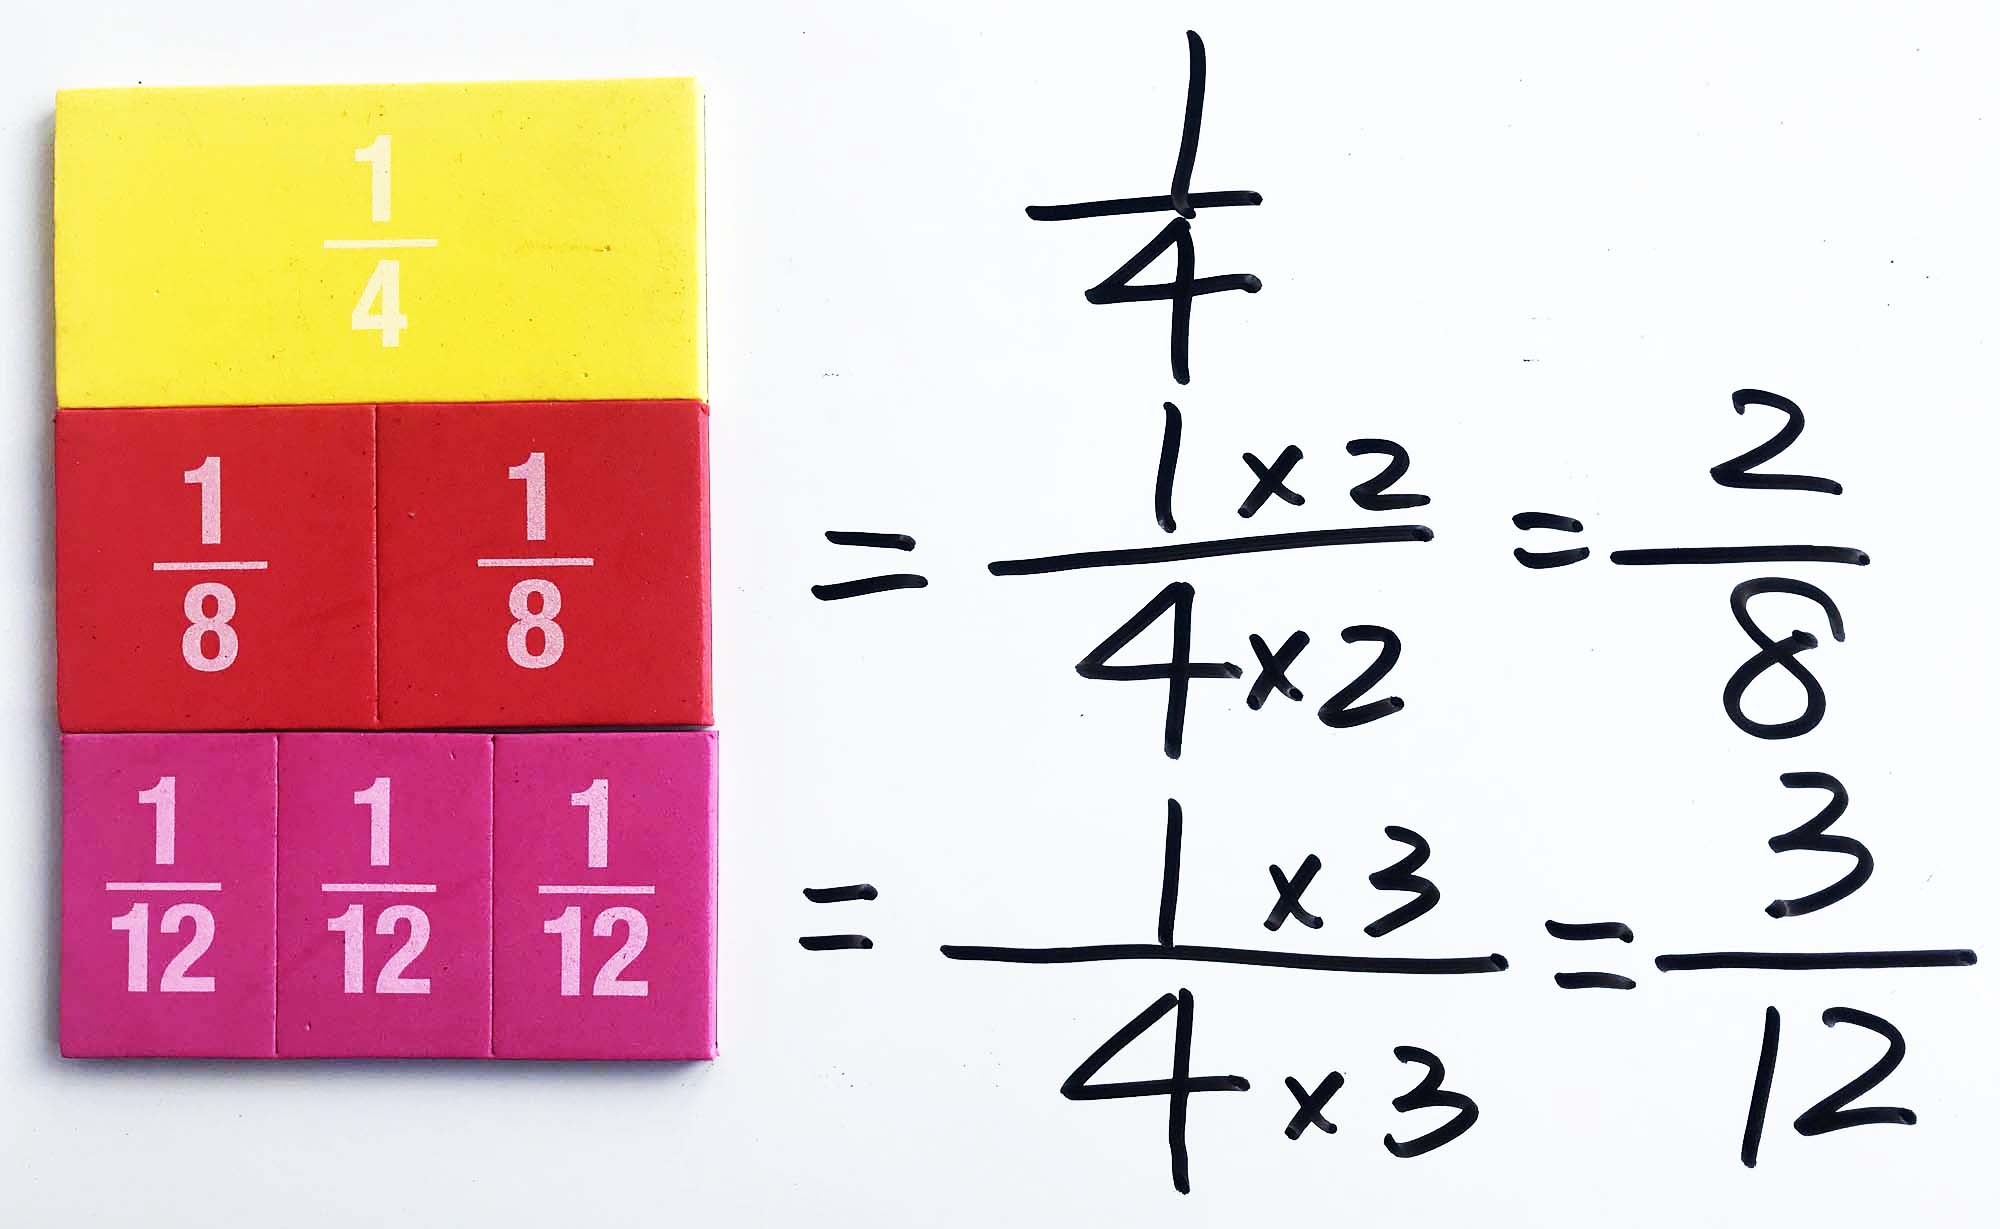 1/4
1/8 1/8
1/12 1/12 1/12
1/4
= 1 × 2 / 4 × 2 = 2/8
= 1 × 3 / 4 × 3 = 3/12